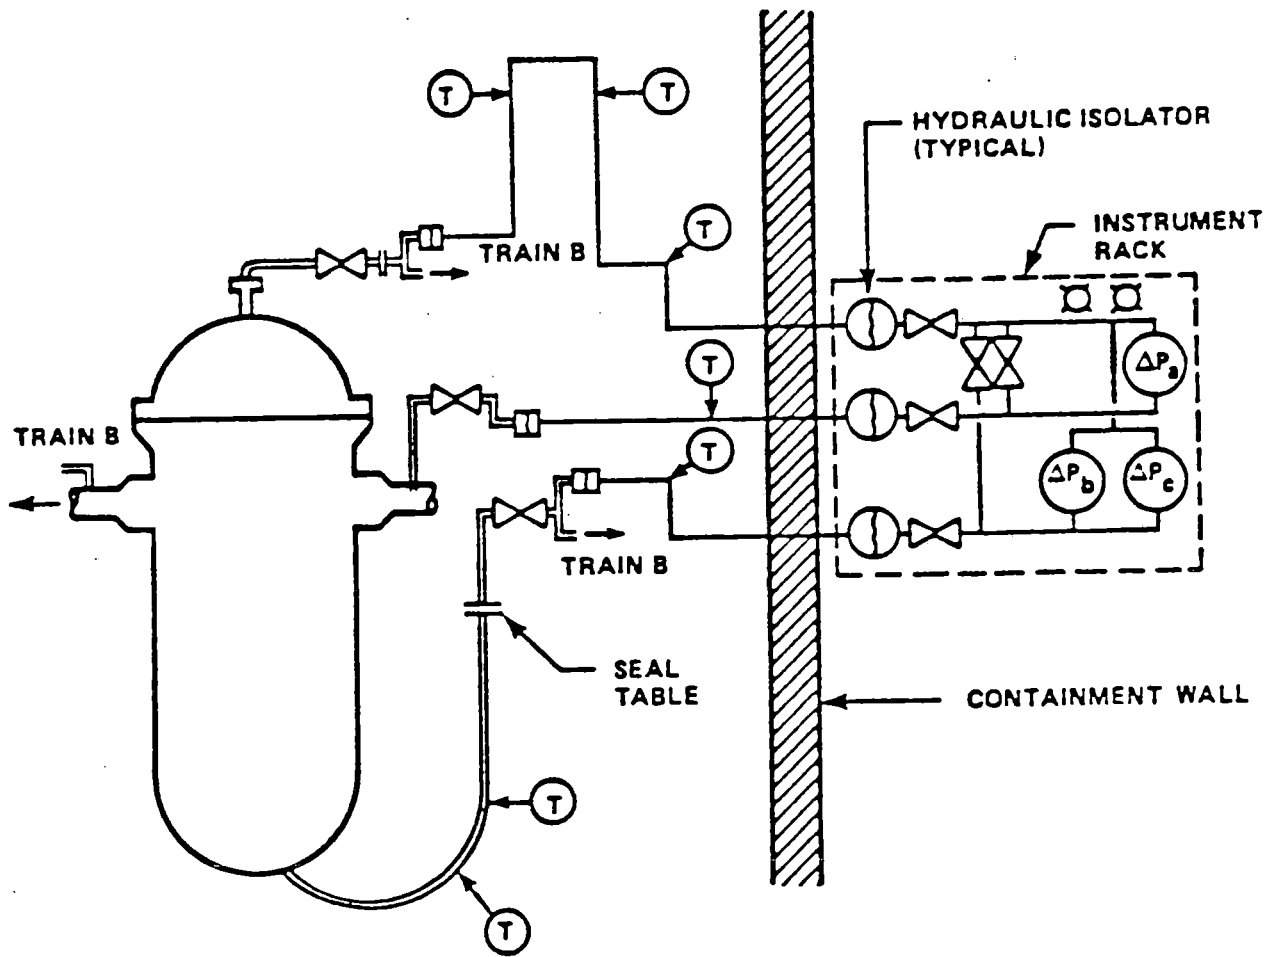 T
T
HYDRAULIC ISOLATOR
(TYPICAL)
T
INSTRUMENT
RACK
TRAIN B
T
ΔPa
TRAIN B
T
ΔPb
ΔPc
TRAIN B
SEAL
TABLE
CONTAINMENT WALL
T
T